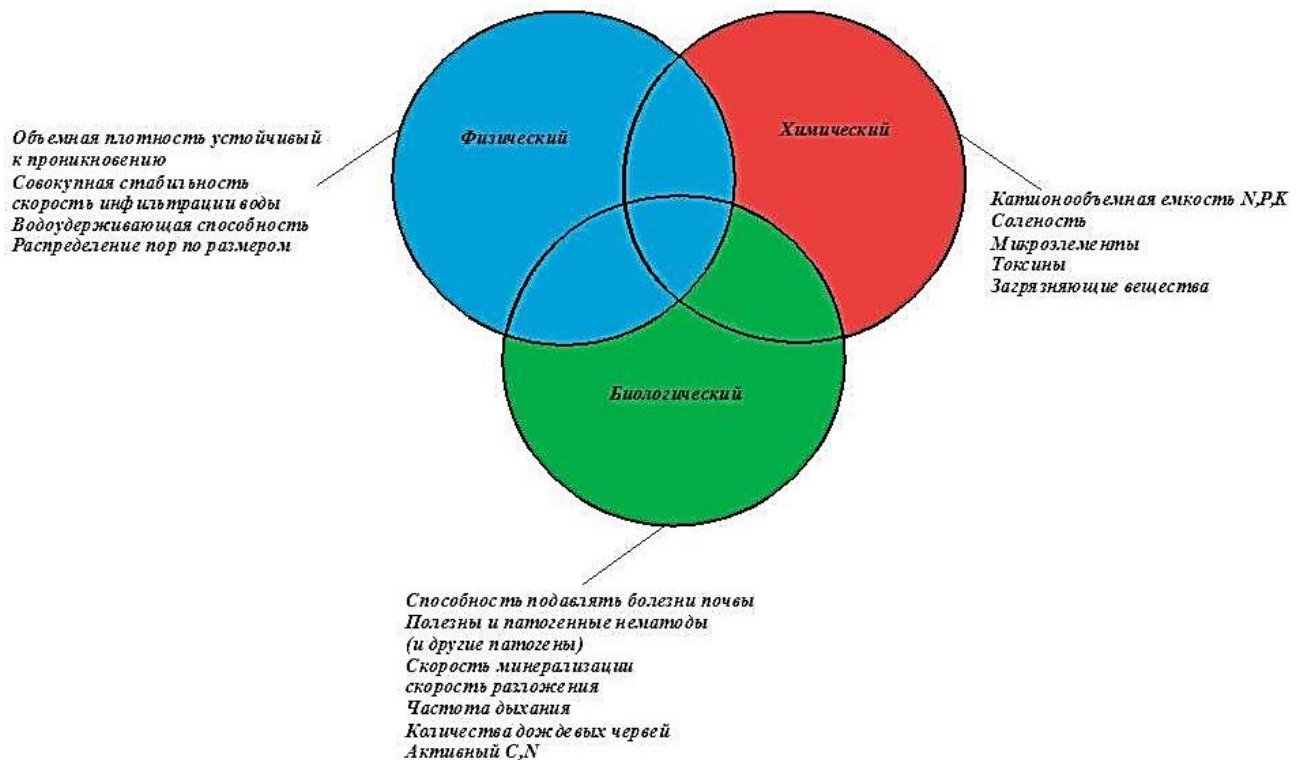 Физический
Химический
Биологический
Объемная плотность устойчивый
к проникновению
Совокупная стабильность
скорость инфильтрации воды
Водоудерживающая способность
Распределение пор по размером
Катионообъемная емкость N,P,K
Соленость
Микроэлементы
Токсины
Загрязняющие вещества
Способность подавлять болезни почвы
Полезны и патогенные нематоды
(и другие патогены)
Скорость минерализации
скорость разложения
Частота дыхания
Количества дождевых червей
Активный C,N